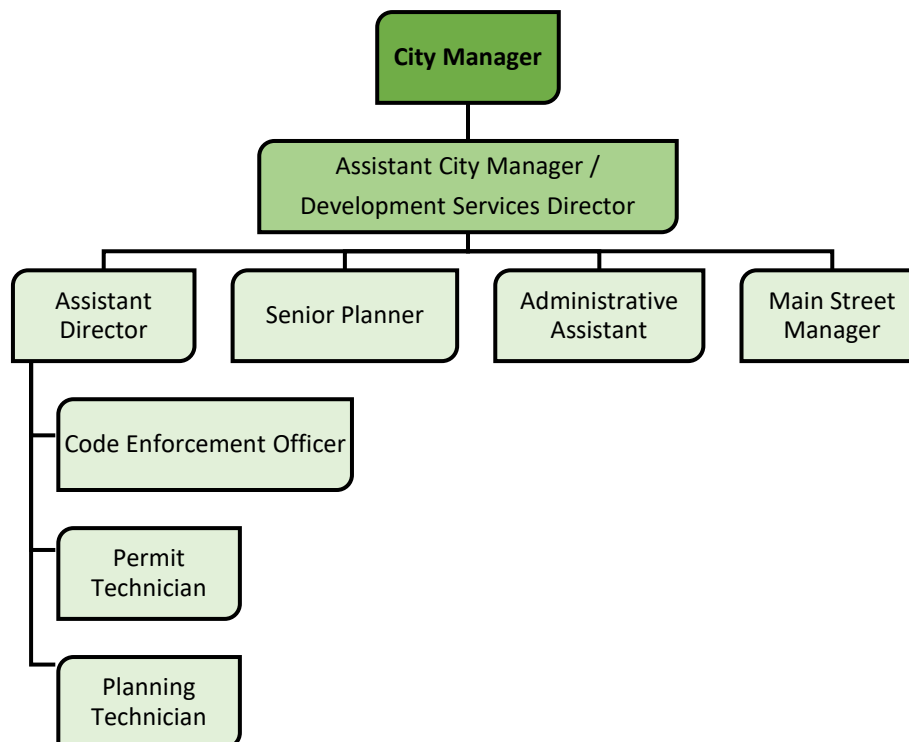 City Manager
Assistant City Manager /
Development Services Director
Assistant
Director
Senior Planner
Administrative
Assistant
Main Street
Manager
Code Enforcement Officer
Permit
Technician
Planning
Technician